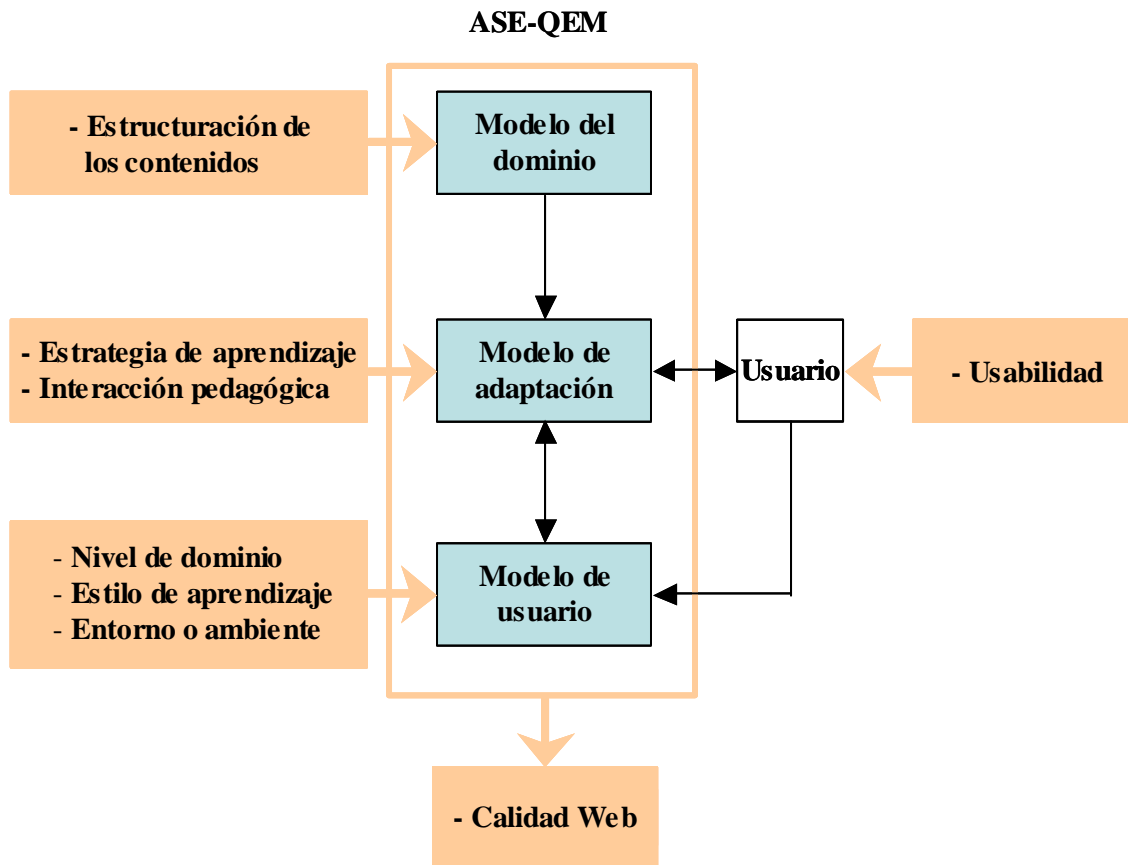 ASE-QEM
- Estructuración de
los contenidos
Modelo del
dominio
- Estrategia de aprendizaje
- Interacción pedagógica
Modelo de
adaptación
Usuario
- Usabilidad
- Nivel de dominio
- Estilo de aprendizaje
- Entorno o ambiente
Modelo de
usuario
- Calidad Web